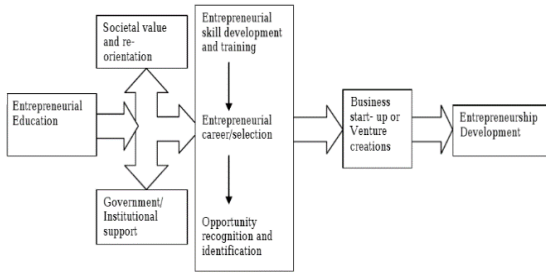 Societal value
and re-
orientation
Entrepreneurial
skill development
and training
Entrepreneurial
Education
Entrepreneurial
career/selection
Business
start- up or
Venture
creations
Entrepreneurship
Development
Government/
Institutional
support
Opportunity
recognition and
identification